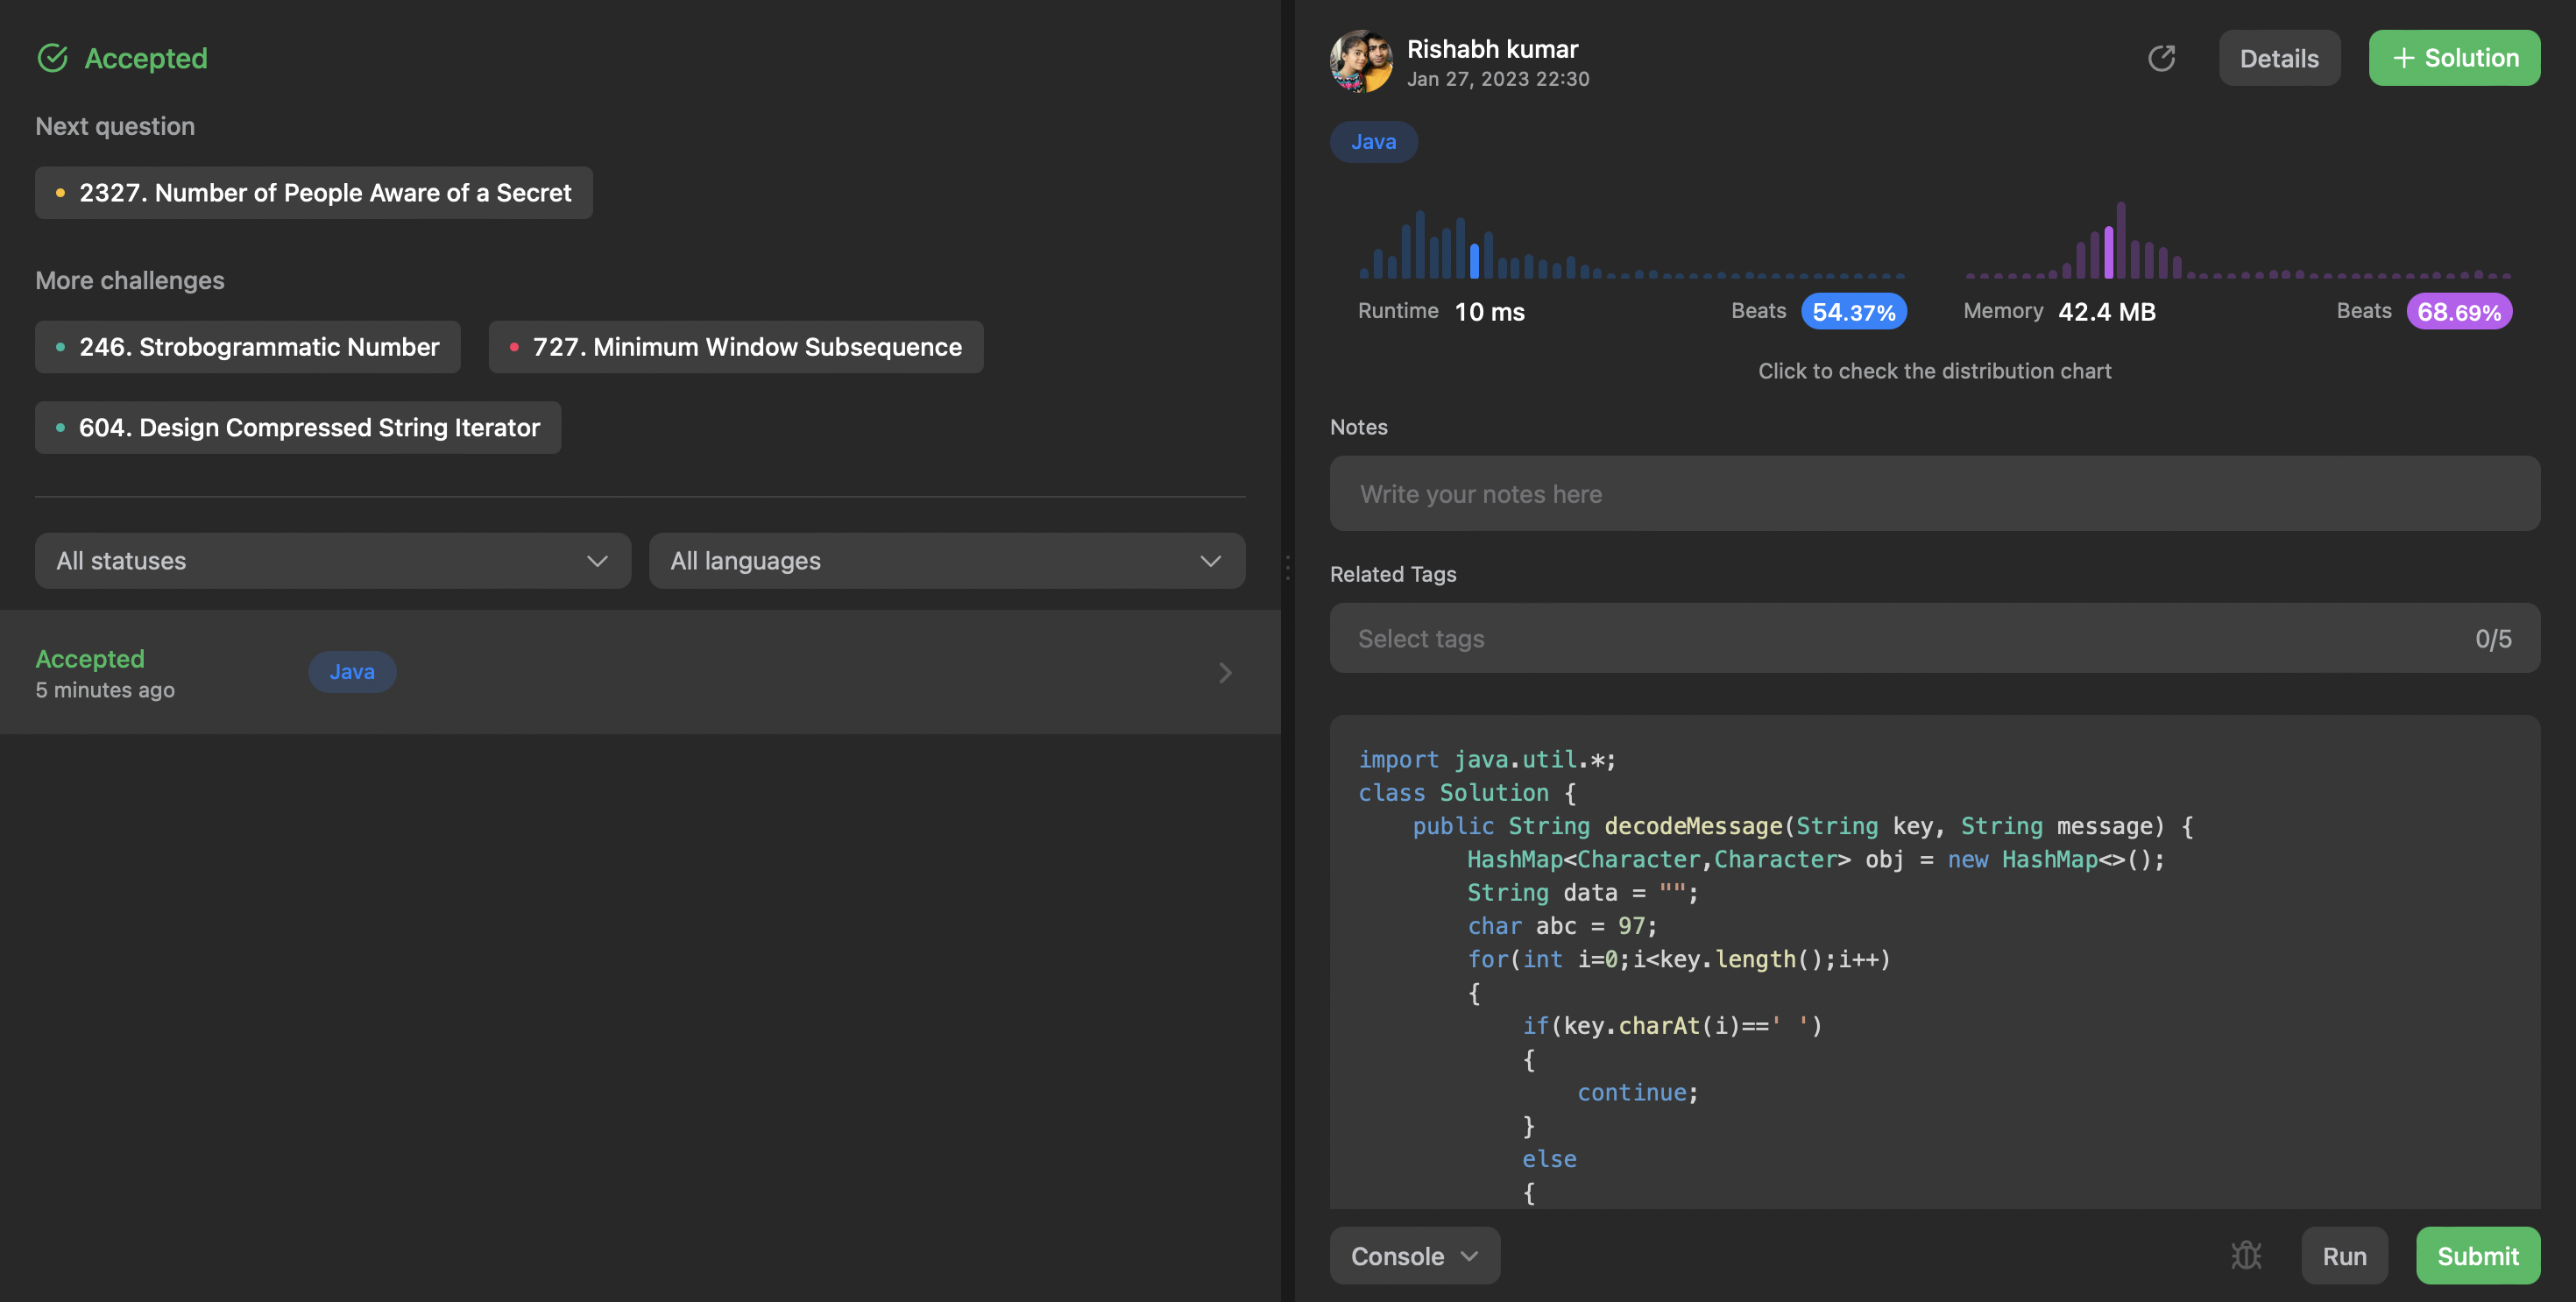 Accepted
Next question
2327. Number of People Aware of a Secret
More challenges
246. Strobogrammatic Number
727. Minimum Window Subsequence
604. Design Compressed String Iterator
All statuses
All languages
Accepted
5 minutes ago
Java
Rishabh kumar
Jan 27, 2023 22:30
Details
+ Solution
Java
Runtime 10 ms
Beats 54.37%
Memory 42.4 MB
Beats 68.69%
Click to check the distribution chart
Notes
Write your notes here
Related Tags
Select tags
0/5
import java.util.*;
class Solution {
    public String decodeMessage(String key, String message) {
        HashMap<Character,Character> obj = new HashMap<>();
        String data = "";
        char abc = 97;
        for(int i=0;i<key.length();i++)
        {
            if(key.charAt(i)==' ')
            {
                continue;
            }
            else
            {
Console
Run
Submit